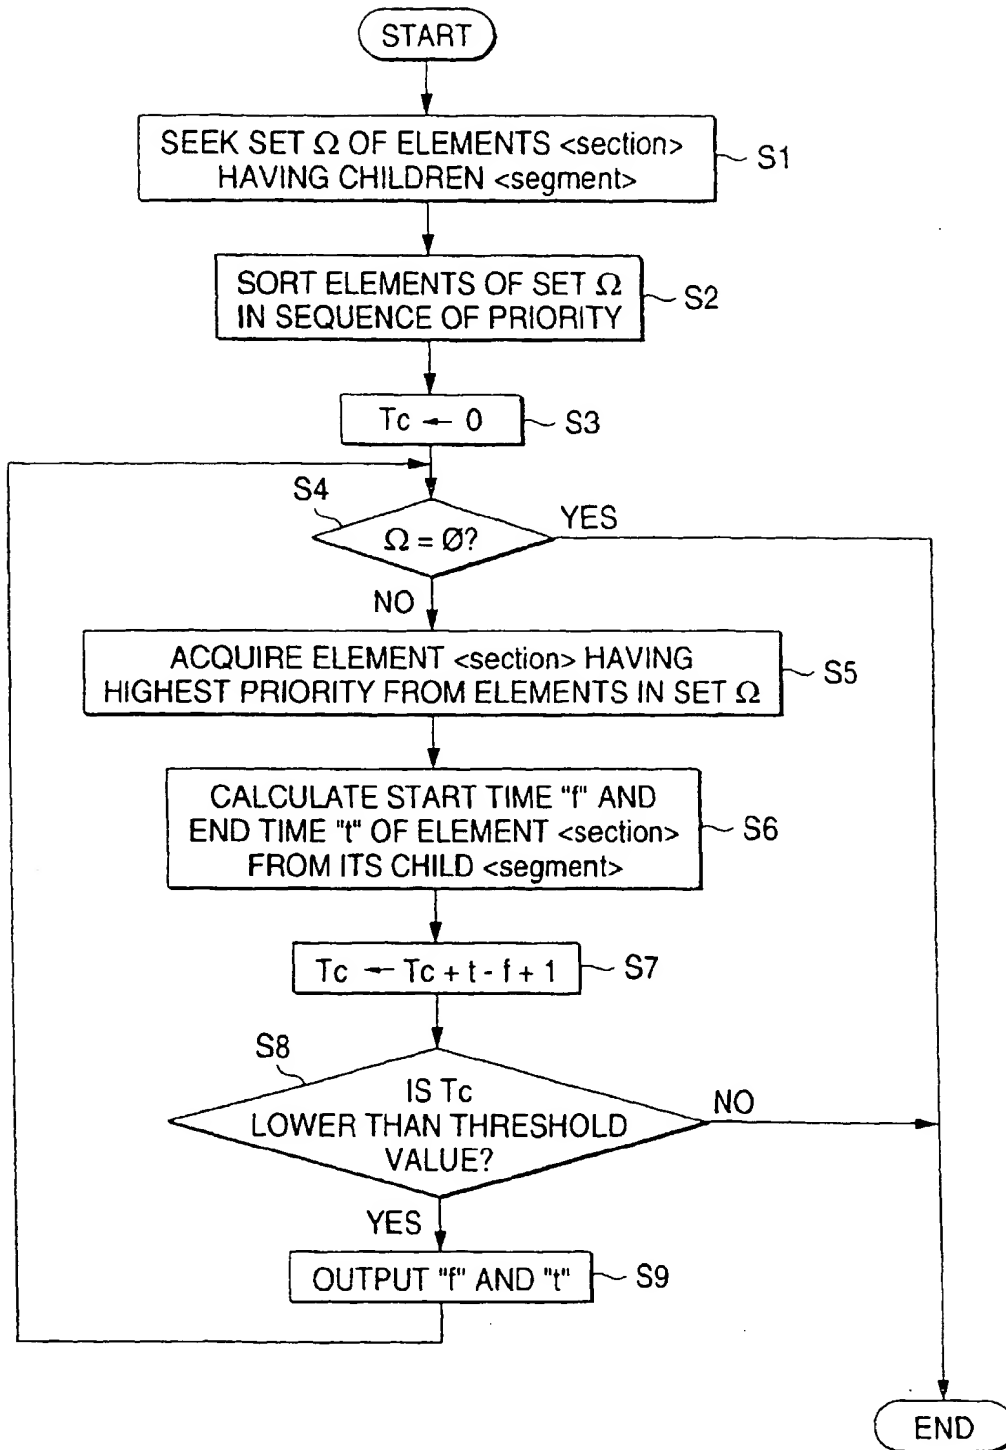 START
SEEK SET Ω OF ELEMENTS <section>
HAVING CHILDREN <segment>
S1
SORT ELEMENTS OF SET Ω
IN SEQUENCE OF PRIORITY
S2
Tc ← 0
S3
S4
Ω = Ø?
YES
NO
ACQUIRE ELEMENT <section> HAVING
HIGHEST PRIORITY FROM ELEMENTS IN SET Ω
S5
CALCULATE START TIME "f" AND
END TIME "t" OF ELEMENT <section>
FROM ITS CHILD <segment>
S6
Tc ← Tc + t - f + 1
S7
S8
IS Tc
LOWER THAN THRESHOLD
VALUE?
NO
YES
OUTPUT "f" AND "t"
S9
END